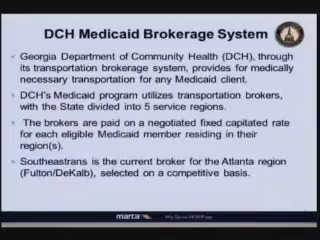 DCH Medicaid Brokerage System
Georgia Department of Community Health (DCH), through
its transportation brokerage system, provides for medically
necessary transportation for any Medicaid client.
DCH's Medicaid program utilizes transportation brokers,
with the State divided into 5 service regions.
The brokers are paid on a negotiated fixed capitated rate
for each eligible Medicaid member residing in their
region(s).
Southeastrans is the current broker for the Atlanta region
(Fulton/DeKalb), selected on a competitive basis.
marta